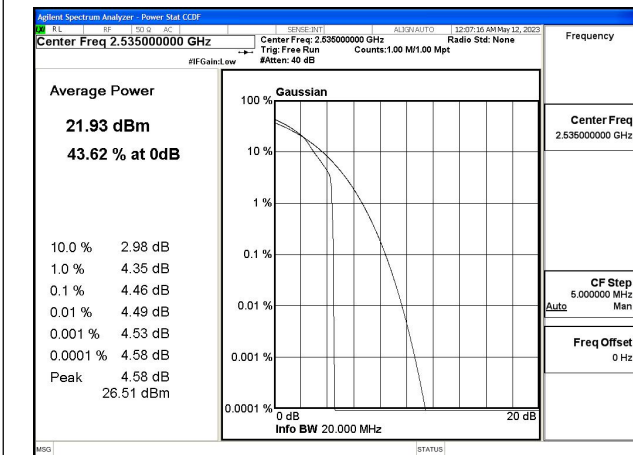 Agilent Spectrum Analyzer - Power Stat CCDF
RL RF 50 Ω AC SENSE:INT ALIGN AUTO 12:07:16 AM May 12, 2023
Center Freq 2.535000000 GHz
Center Freq: 2.535000000 GHz Radio Std: None
Trig: Free Run Counts:1.00 M/1.00 Mpt
#IFGain:Low #Atten: 40 dB
Frequency
Average Power
21.93 dBm
43.62 % at 0dB
10.0 % 2.98 dB
1.0 % 4.35 dB
0.1 % 4.46 dB
0.01 % 4.49 dB
0.001 % 4.53 dB
0.0001 % 4.58 dB
Peak 4.58 dB
26.51 dBm
Gaussian
100 %
10 %
1 %
0.1 %
0.01 %
0.001 %
0.0001 %
0 dB 20 dB
Info BW 20.000 MHz
Center Freq
2.535000000 GHz
CF Step
5.000000 MHz
Auto Man
Freq Offset
0 Hz
MSG STATUS